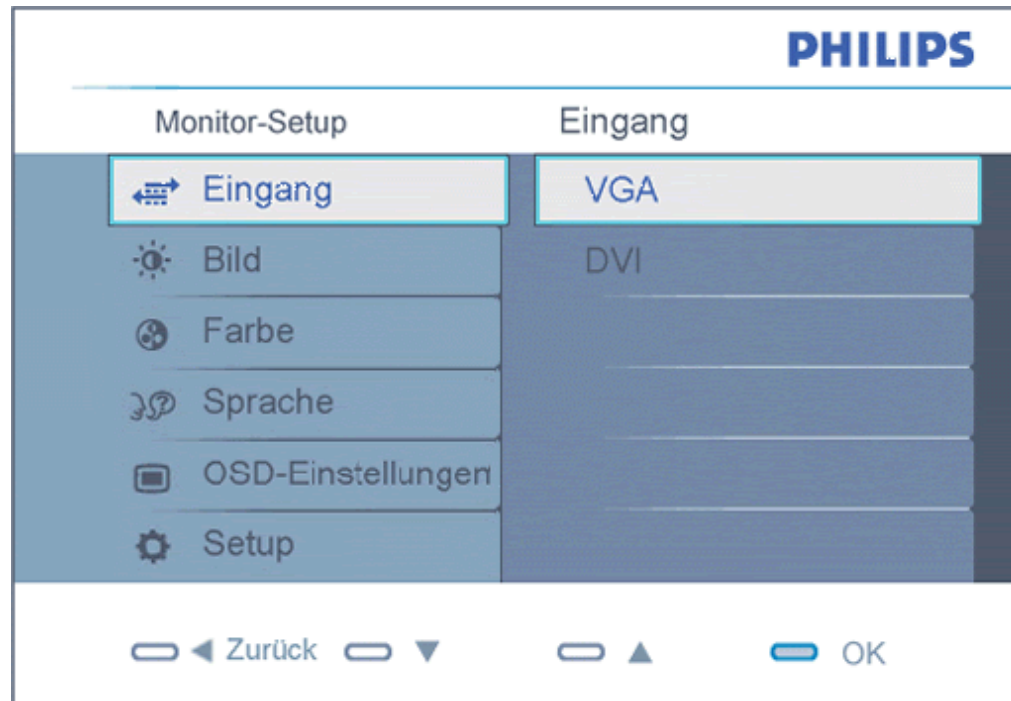 PHILIPS
Monitor-Setup
Eingang
Eingang
VGA
Bild
DVI
Farbe
Sprache
OSD-Einstellungen
Setup
Zurück
OK